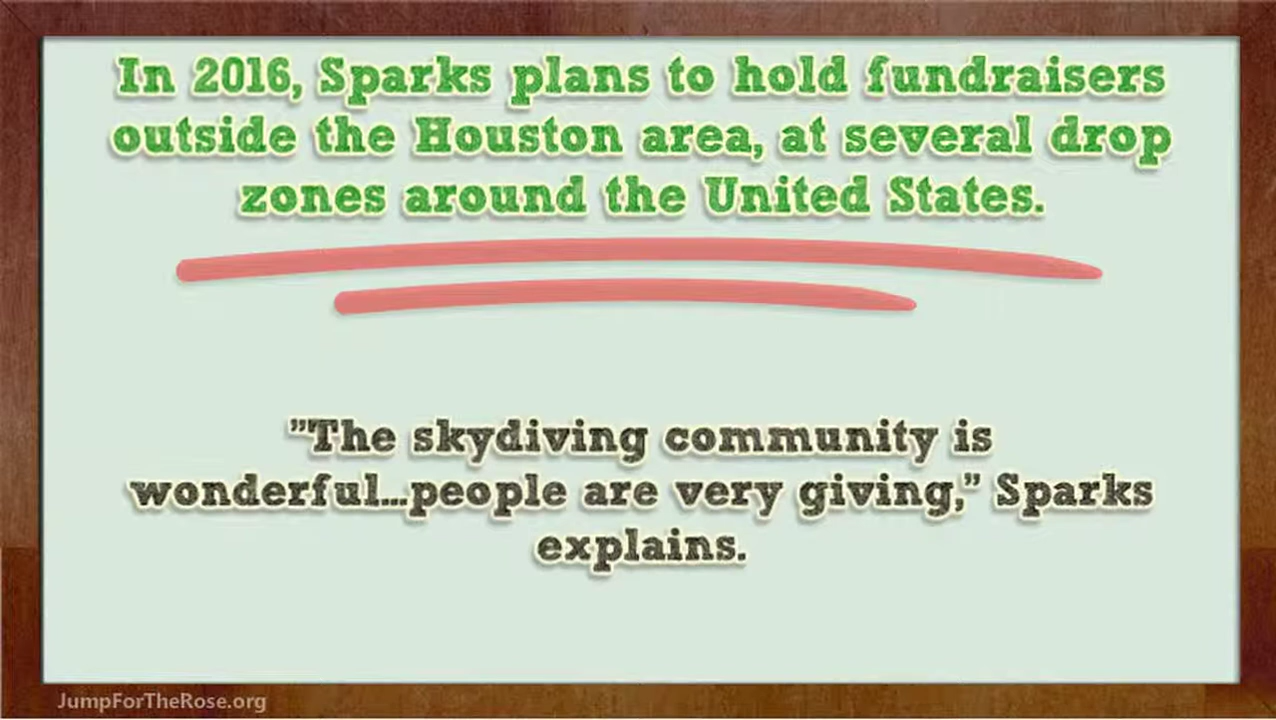 In 2016, Sparks plans to hold fundraisers
outside the Houston area, at several drop
zones around the United States.
"The skydiving community is
wonderful...people are very giving," Sparks
explains.
JumpForTheRose.org